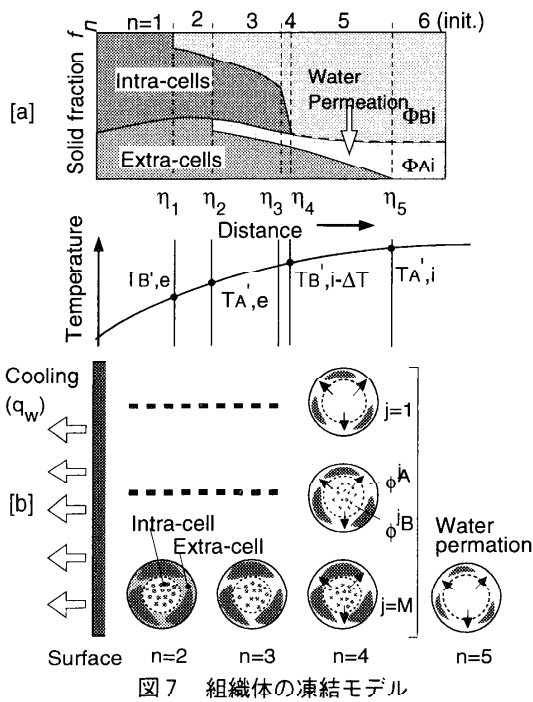 fn n=1 2 3 4 5 6 (init.)
[a]
Solid fraction
Intra-cells
Water
Permeation
ΦBi
Extra-cells
ΦAi
η1 η2 η3 η4 η5
Distance
Temperature
TB',e TA',e TB',i-ΔT TA',i
Cooling
(qw)
j=1
[b]
ϕjA
ϕjB
Intra-cell
Extra-cell
Water
permation
j=M
Surface n=2 n=3 n=4 n=5
図7 組織体の凍結モデル